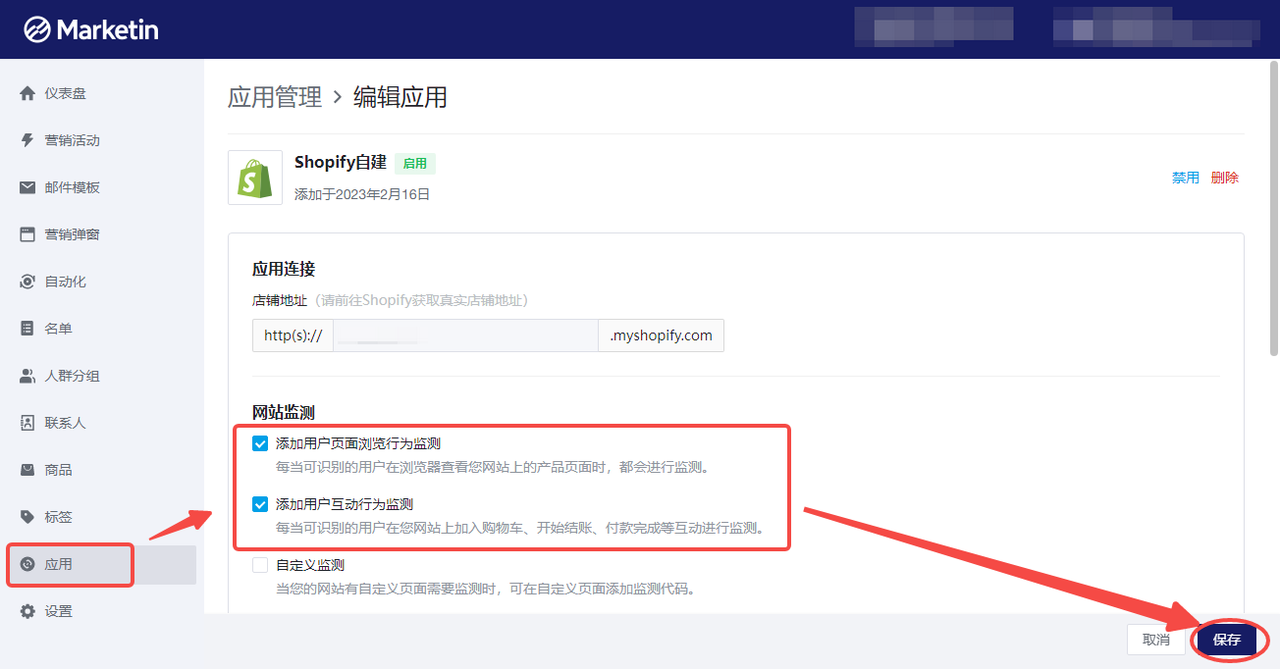 Marketin
仪表盘
营销活动
邮件模板
营销弹窗
自动化
名单
人群分组
联系人
商品
标签
应用
设置
应用管理 > 编辑应用
Shopify自建 启用
添加于2023年2月16日
禁用 删除
应用连接
店铺地址（请前往Shopify获取真实店铺地址）
http(s):// .myshopify.com
网站监测
添加用户页面浏览行为监测
每当可识别的用户在浏览器查看您网站上的产品页面时，都会进行监测。
添加用户互动行为监测
每当可识别的用户在您网站上加入购物车、开始结账、付款完成等互动进行监测。
自定义监测
当您的网站有自定义页面需要监测时，可在自定义页面添加监测代码。
取消 保存